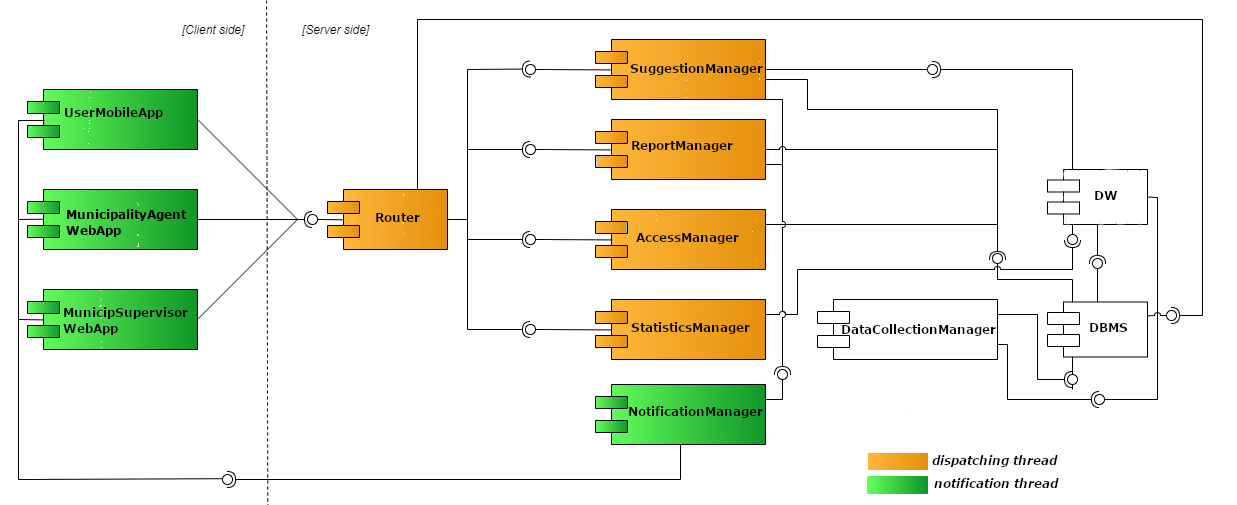 [Client side]
[Server side]
SuggestionManager
UserMobileApp
ReportManager
MunicipalityAgent
WebApp
Router
DW
AccessManager
MunicipSupervisor
WebApp
StatisticsManager
DataCollectionManager
DBMS
NotificationManager
dispatching thread
notification thread